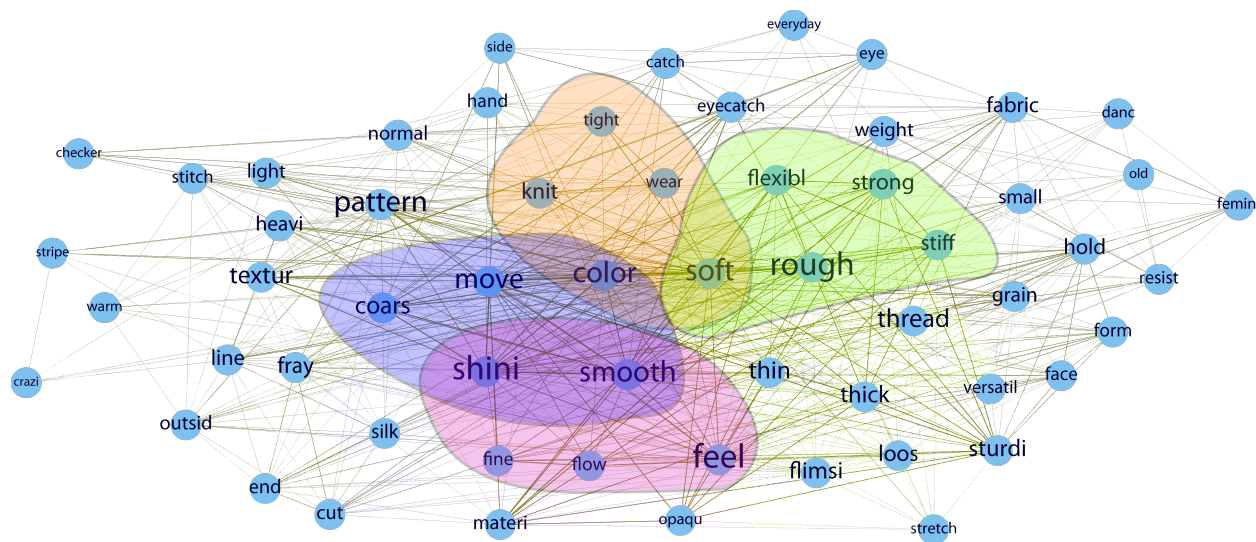 everyday
side
eye
catch
hand
eyecatch
fabric
danc
tight
normal
weight
checker
light
stitch
old
flexibl
strong
wear
knit
small
pattern
femin
heavi
stiff
hold
stripe
rough
soft
color
textur
move
resist
grain
coars
warm
thread
form
line
fray
shini
smooth
thin
face
crazi
versatil
thick
outsid
silk
sturdi
loos
feel
fine
flow
flimsi
end
cut
opaqu
materi
stretch